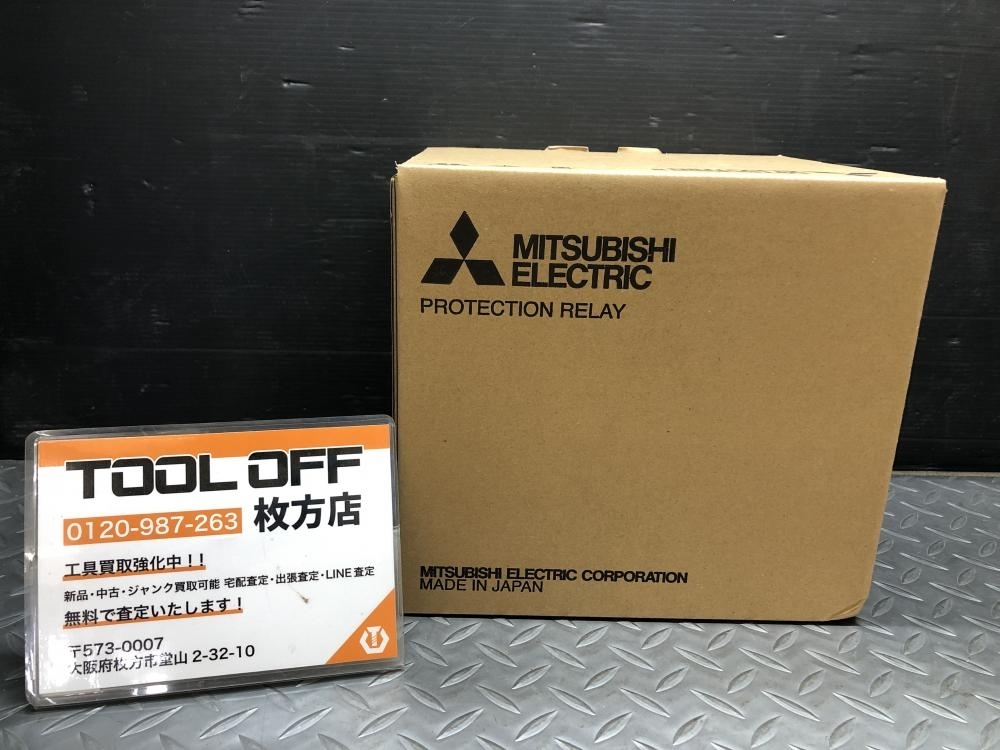 MITSUBISHI
ELECTRIC
PROTECTION RELAY
MITSUBISHI ELECTRIC CORPORATION
MADE IN JAPAN
TOOL OFF
0120-987-263 枚方店
工具買取強化中！！
新品・中古・ジャンク買取可能 宅配査定・出張査定・LINE査定
無料で査定いたします！
〒573-0007
大阪府枚方市堂山 2-32-10